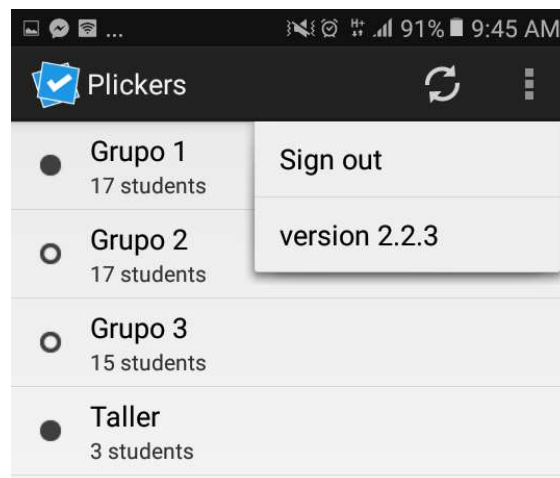 ... H+ 91% 9:45 AM
Plickers
Grupo 1
17 students
Sign out
Grupo 2
17 students
version 2.2.3
Grupo 3
15 students
Taller
3 students